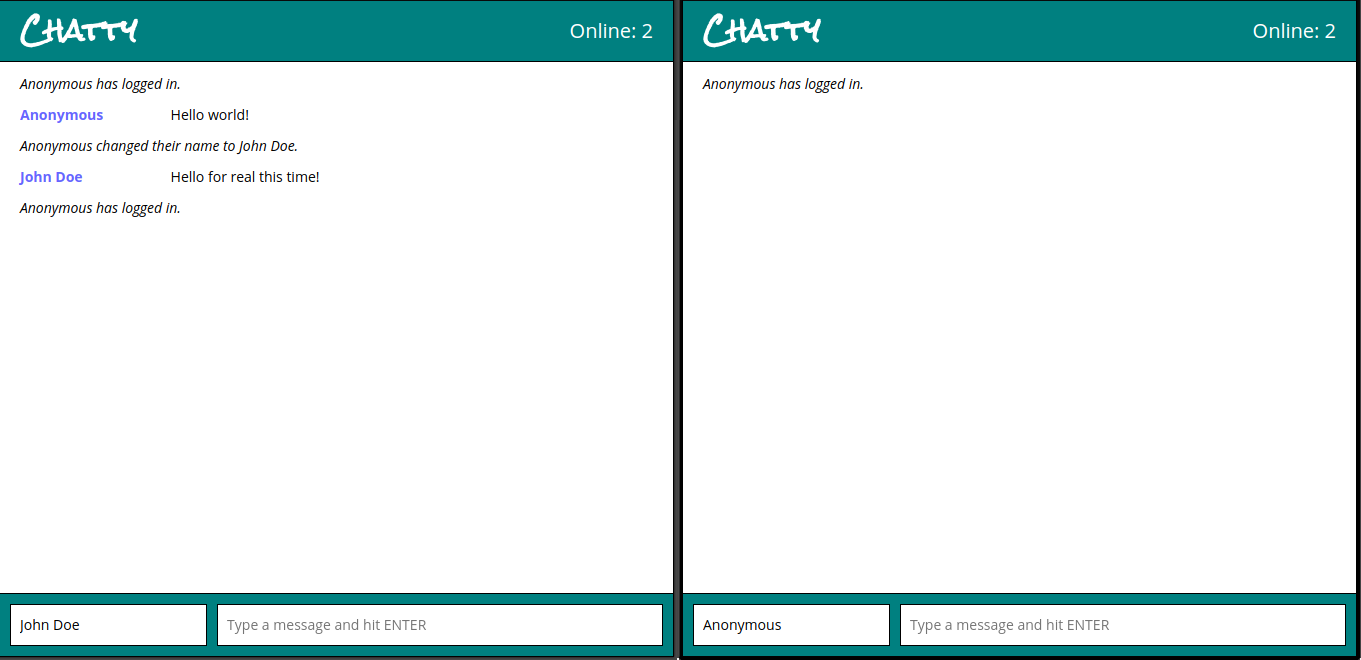 Chatty
Online: 2
Anonymous has logged in.
Anonymous Hello world!
Anonymous changed their name to John Doe.
John Doe Hello for real this time!
Anonymous has logged in.
John Doe Type a message and hit ENTER
Chatty
Online: 2
Anonymous has logged in.
Anonymous Type a message and hit ENTER